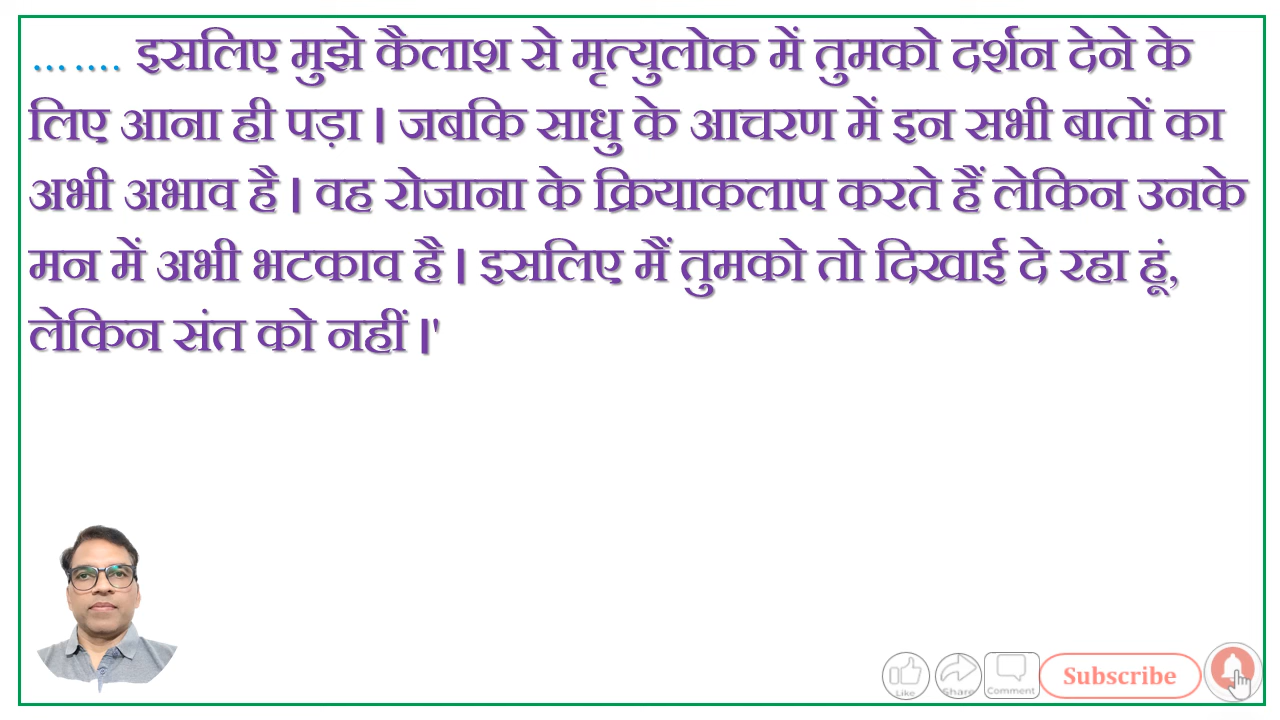 ……. इसलिए मुझे कैलाश से मृत्युलोक में तुमको दर्शन देने के
लिए आना ही पड़ा । जबकि साधु के आचरण में इन सभी बातों का
अभी अभाव है । वह रोजाना के क्रियाकलाप करते हैं लेकिन उनके
मन में अभी भटकाव है । इसलिए मैं तुमको तो दिखाई दे रहा हूं,
लेकिन संत को नहीं ।'
Like Share Comment Subscribe